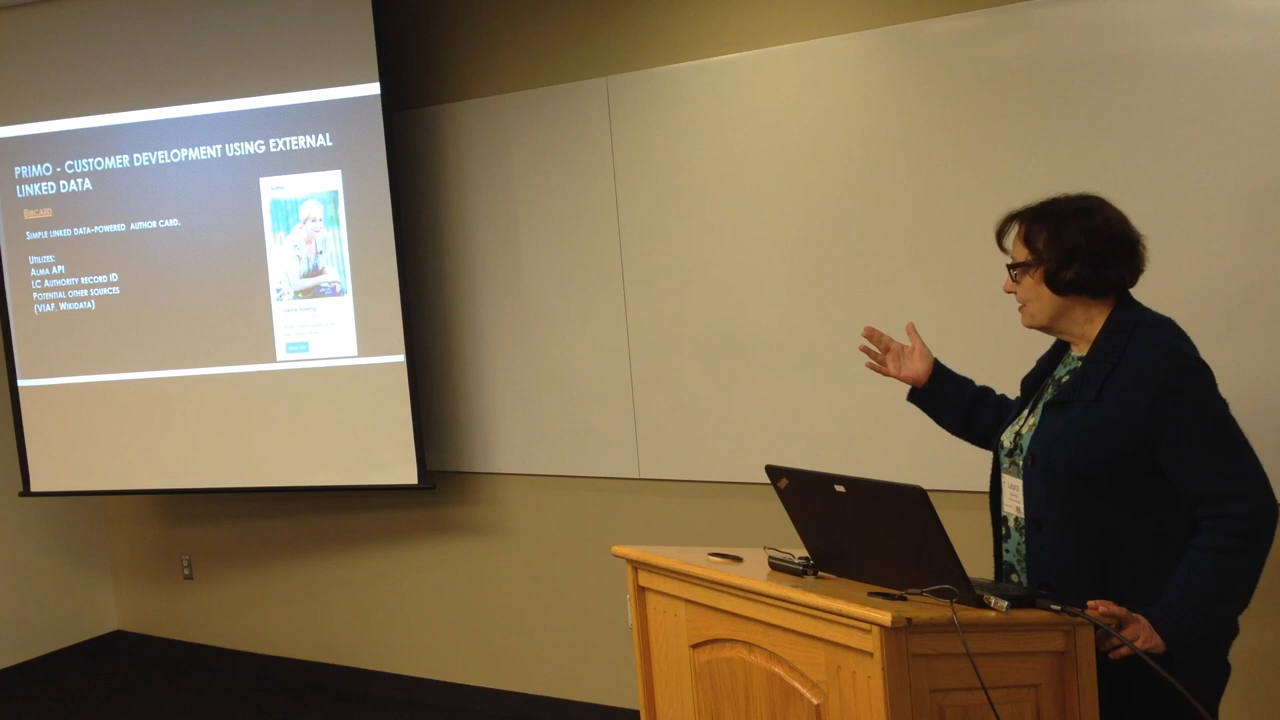 PRIMO - CUSTOMER DEVELOPMENT USING EXTERNAL
LINKED DATA
BIBCARD
SIMPLE LINKED DATA-POWERED AUTHOR CARD.
UTILIZES:
ALMA API
LC AUTHORITY RECORD ID
POTENTIAL OTHER SOURCES
(VIAF, WIKIDATA)